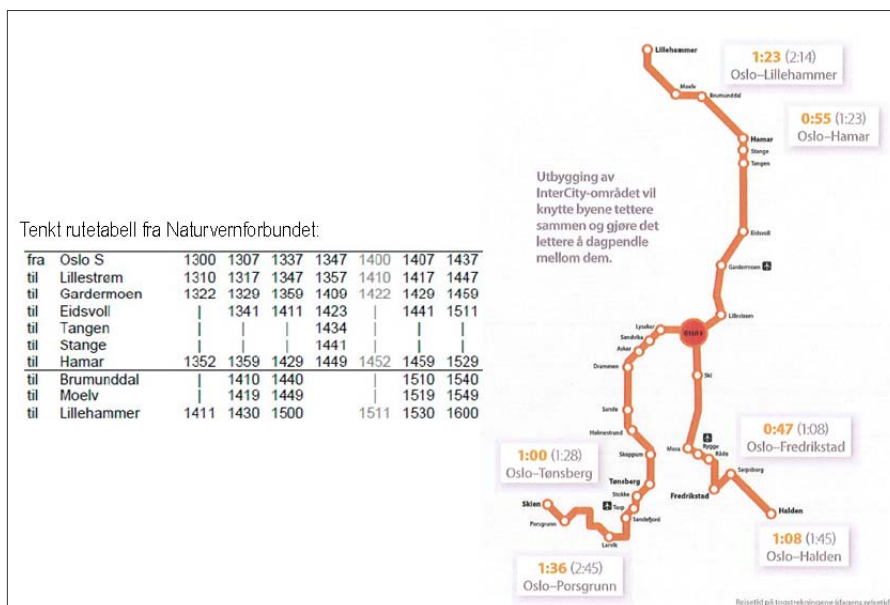 Tenkt rutetabell fra Naturvernforbundet:
fra Oslo S 1300 1307 1337 1347 1400 1407 1437
til Lillestrøm 1310 1317 1347 1357 1410 1417 1447
til Gardermoen 1322 1329 1359 1409 1422 1429 1459
til Eidsvoll | 1341 1411 1423 | 1441 1511
til Tangen | | | 1434 | | |
til Stange | | | 1441 | | |
til Hamar 1352 1359 1429 1449 1452 1459 1529
til Brumunddal | 1410 1440 | 1510 1540
til Moelv | 1419 1449 | 1519 1549
til Lillehammer 1411 1430 1500 1511 1530 1600
Lillehammer
1:23 (2:14)
Oslo–Lillehammer
Moelv
Brumunddal
0:55 (1:23)
Oslo–Hamar
Hamar
Stange
Tangen
Utbygging av
InterCity-området vil
knytte byene tettere
sammen og gjøre det
lettere å dagpendle
mellom dem.
Eidsvoll
Gardermoen
Lillestrøm
Lysaker
OSLO S
Sandvika
Asker
Drammen
Ski
Sande
Holmestrand
0:47 (1:08)
Oslo–Fredrikstad
Moss
Rygge
Råde
Skoppum
Sarpsborg
1:00 (1:28)
Oslo–Tønsberg
Tønsberg
Fredrikstad
Stokke
Torp
Skien
Halden
Porsgrunn
Sandefjord
Larvik
1:08 (1:45)
Oslo–Halden
1:36 (2:45)
Oslo–Porsgrunn
Reisetid på togstrekningene